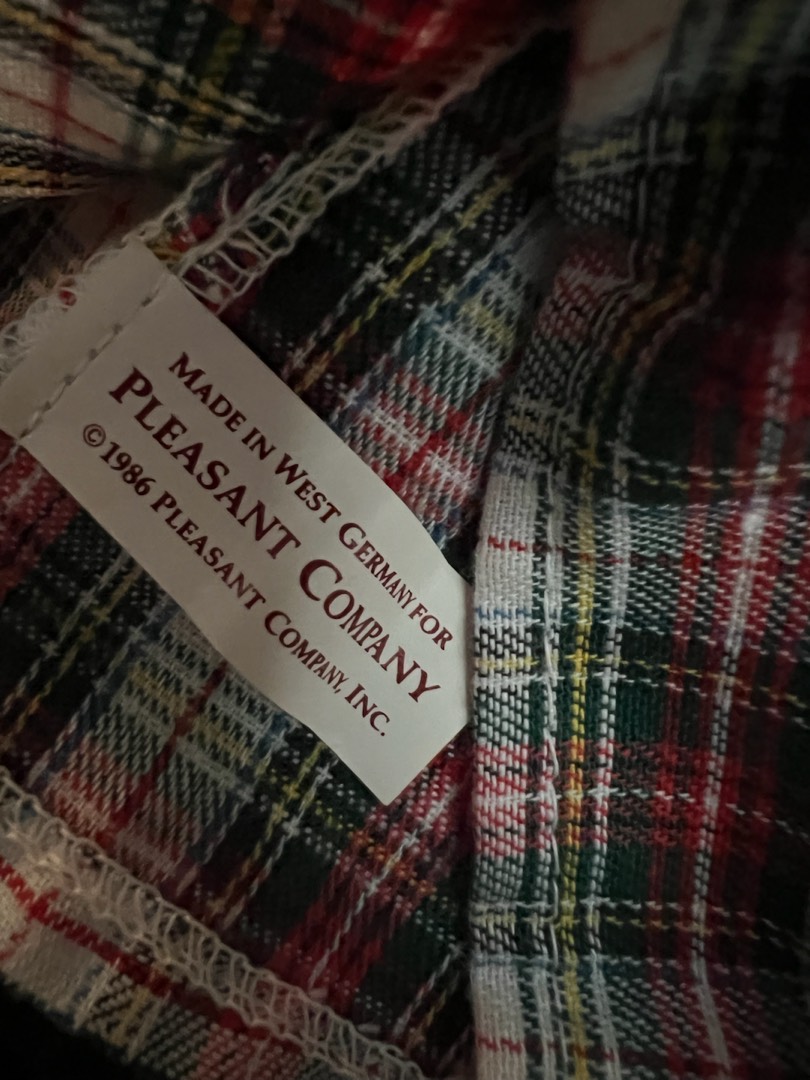 MADE IN WEST GERMANY FOR
PLEASANT COMPANY
©1986 PLEASANT COMPANY, INC.